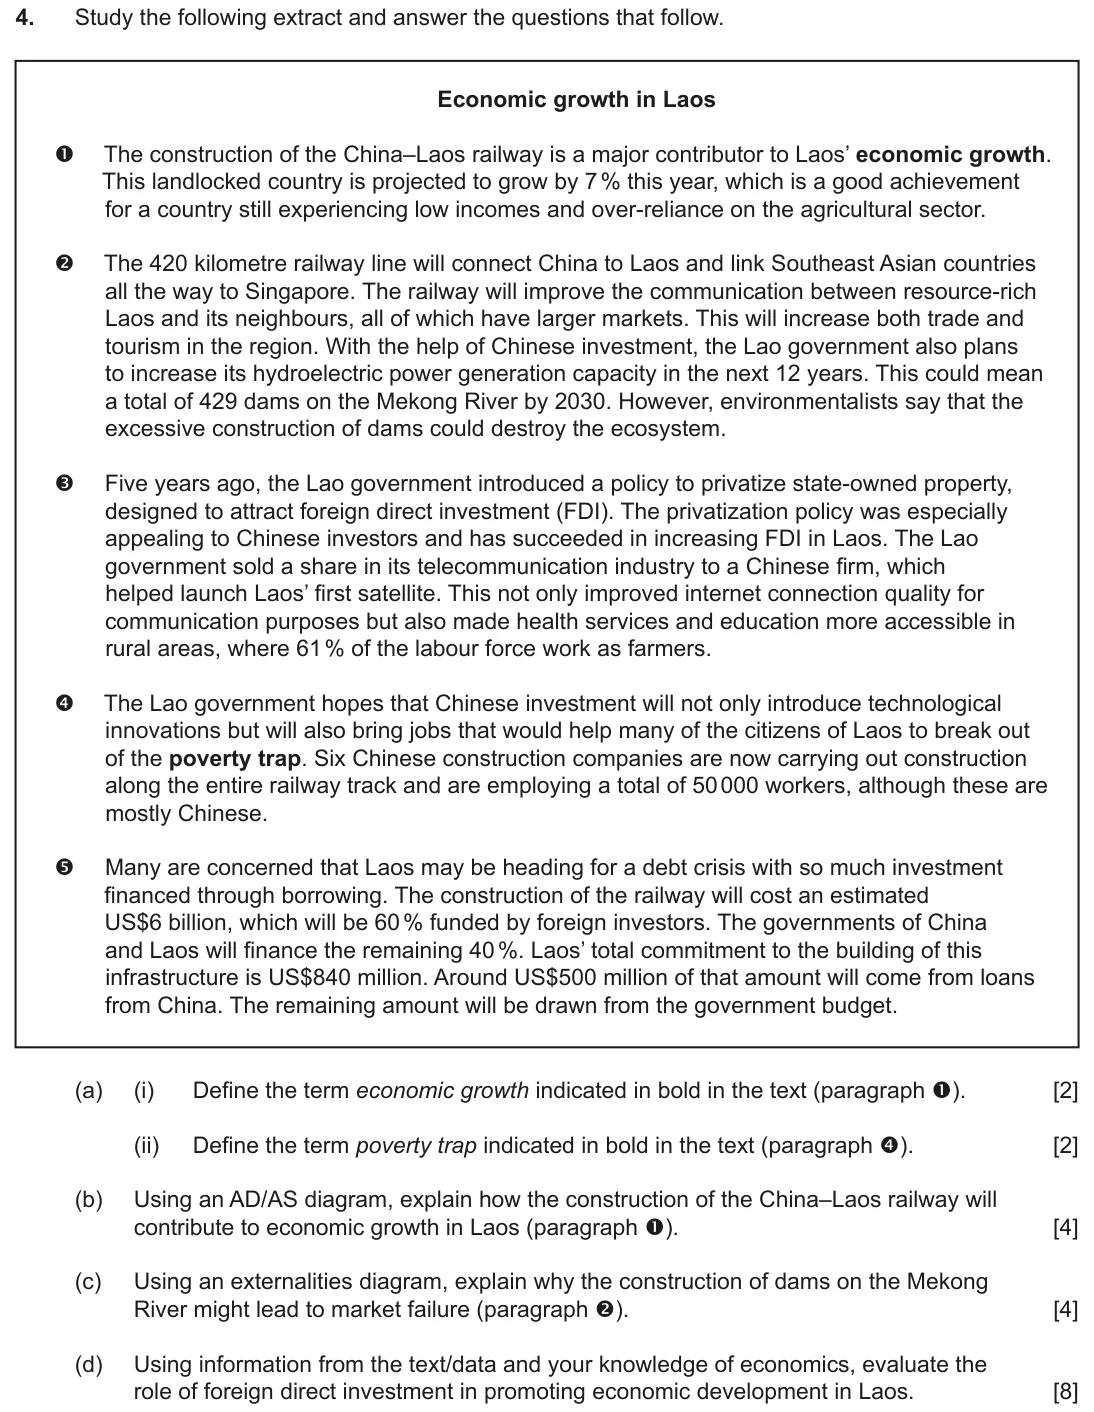 4. Study the following extract and answer the questions that follow.
Economic growth in Laos
❶ The construction of the China–Laos railway is a major contributor to Laos’ economic growth.
This landlocked country is projected to grow by 7 % this year, which is a good achievement
for a country still experiencing low incomes and over-reliance on the agricultural sector.
❷ The 420 kilometre railway line will connect China to Laos and link Southeast Asian countries
all the way to Singapore. The railway will improve the communication between resource-rich
Laos and its neighbours, all of which have larger markets. This will increase both trade and
tourism in the region. With the help of Chinese investment, the Lao government also plans
to increase its hydroelectric power generation capacity in the next 12 years. This could mean
a total of 429 dams on the Mekong River by 2030. However, environmentalists say that the
excessive construction of dams could destroy the ecosystem.
❸ Five years ago, the Lao government introduced a policy to privatize state-owned property,
designed to attract foreign direct investment (FDI). The privatization policy was especially
appealing to Chinese investors and has succeeded in increasing FDI in Laos. The Lao
government sold a share in its telecommunication industry to a Chinese firm, which
helped launch Laos’ first satellite. This not only improved internet connection quality for
communication purposes but also made health services and education more accessible in
rural areas, where 61 % of the labour force work as farmers.
❹ The Lao government hopes that Chinese investment will not only introduce technological
innovations but will also bring jobs that would help many of the citizens of Laos to break out
of the poverty trap. Six Chinese construction companies are now carrying out construction
along the entire railway track and are employing a total of 50 000 workers, although these are
mostly Chinese.
❺ Many are concerned that Laos may be heading for a debt crisis with so much investment
financed through borrowing. The construction of the railway will cost an estimated
US$6 billion, which will be 60 % funded by foreign investors. The governments of China
and Laos will finance the remaining 40 %. Laos’ total commitment to the building of this
infrastructure is US$840 million. Around US$500 million of that amount will come from loans
from China. The remaining amount will be drawn from the government budget.
(a) (i) Define the term economic growth indicated in bold in the text (paragraph ❶). [2]
(ii) Define the term poverty trap indicated in bold in the text (paragraph ❹). [2]
(b) Using an AD/AS diagram, explain how the construction of the China–Laos railway will
contribute to economic growth in Laos (paragraph ❶). [4]
(c) Using an externalities diagram, explain why the construction of dams on the Mekong
River might lead to market failure (paragraph ❷). [4]
(d) Using information from the text/data and your knowledge of economics, evaluate the
role of foreign direct investment in promoting economic development in Laos. [8]